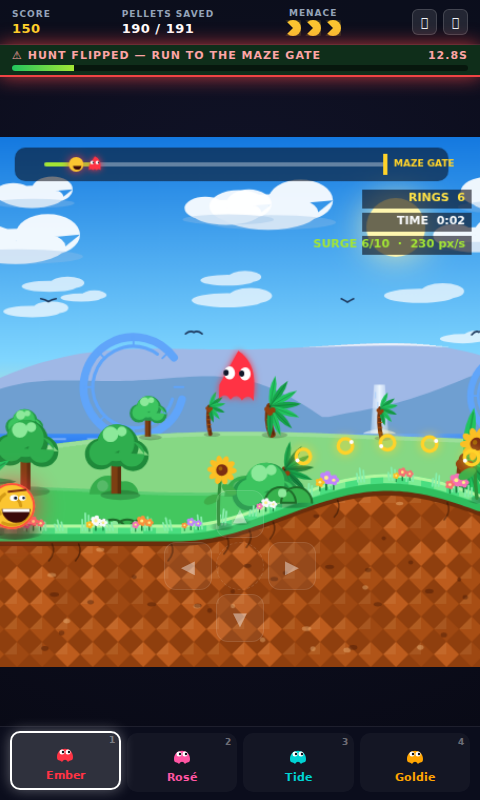 SCORE
150
PELLETS SAVED
190 / 191
MENACE
⚠ HUNT FLIPPED — RUN TO THE MAZE GATE
12.8S
MAZE GATE
RINGS 6
TIME 0:02
SURGE 6/10 · 230 px/s
▲
◀
▶
▼
1
Ember
2
Rosé
3
Tide
4
Goldie